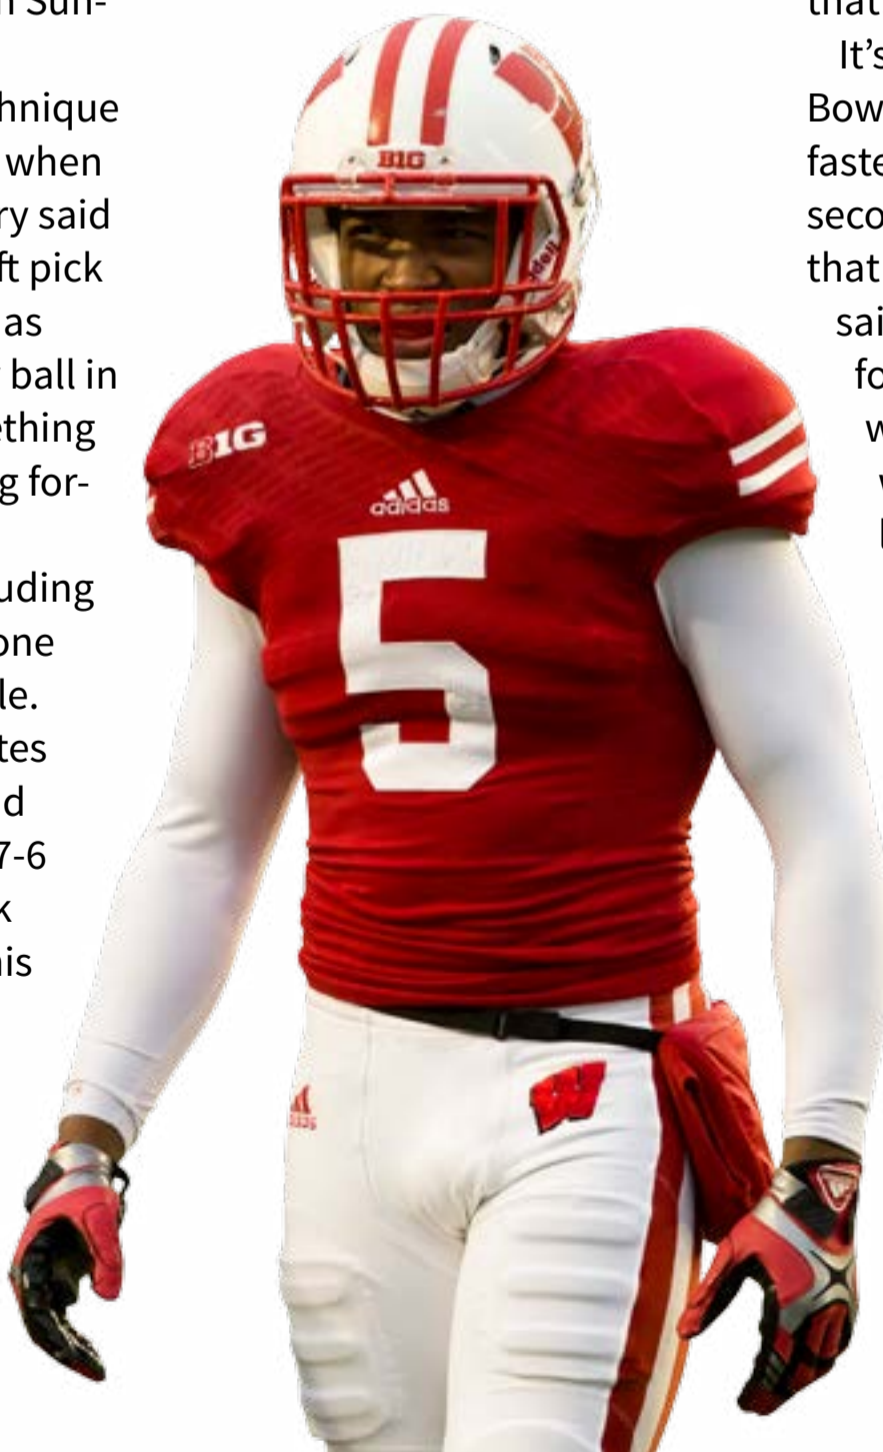 n Sun-
hnique
when
ry said
ft pick
as
ball in
ething
g for-
uding
one
le.
tes
d
7-6
k
his
that
It's
Bow
faste
seco
that
sai
fo
w
B1G
B1G
adidas
5